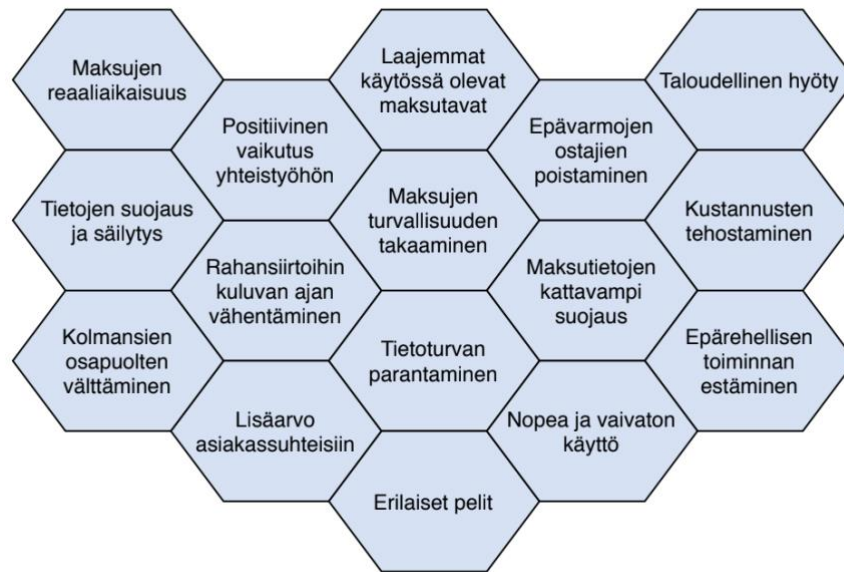 Maksujen
reaaliaikaisuus
Laajemmat
käytössä olevat
maksutavat
Taloudellinen hyöty
Positiivinen
vaikutus
yhteistyöhön
Epävarmojen
ostajien
poistaminen
Tietojen suojaus
ja säilytys
Maksujen
turvallisuuden
takaaminen
Kustannusten
tehostaminen
Rahansiirtoihin
kuluvan ajan
vähentäminen
Maksutietojen
kattavampi
suojaus
Kolmansien
osapuolten
välttäminen
Tietoturvan
parantaminen
Epärehellisen
toiminnan
estäminen
Lisäarvo
asiakassuhteisiin
Nopea ja vaivaton
käyttö
Erilaiset pelit